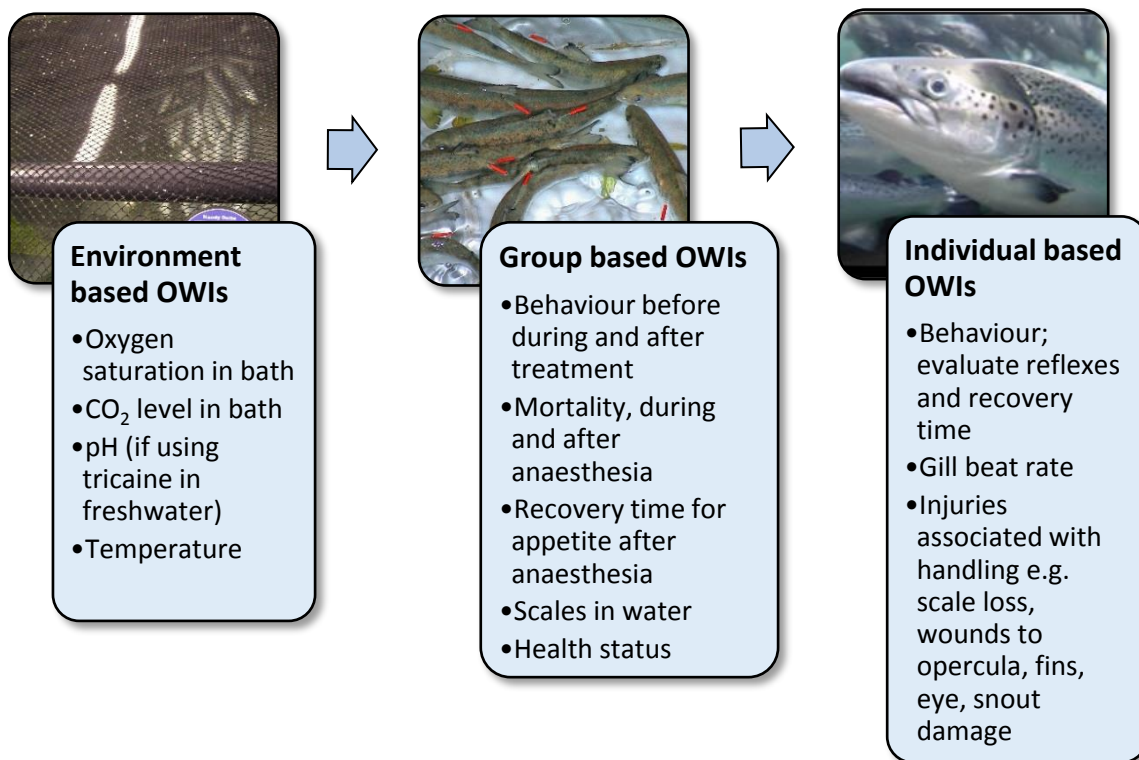 Environment
based OWIs
•Oxygen
saturation in bath
•CO₂ level in bath
•pH (if using
tricaine in
freshwater)
•Temperature
Group based OWIs
•Behaviour before
during and after
treatment
•Mortality, during
and after
anaesthesia
•Recovery time for
appetite after
anaesthesia
•Scales in water
•Health status
Individual based
OWIs
•Behaviour;
evaluate reflexes
and recovery
time
•Gill beat rate
•Injuries
associated with
handling e.g.
scale loss,
wounds to
opercula, fins,
eye, snout
damage